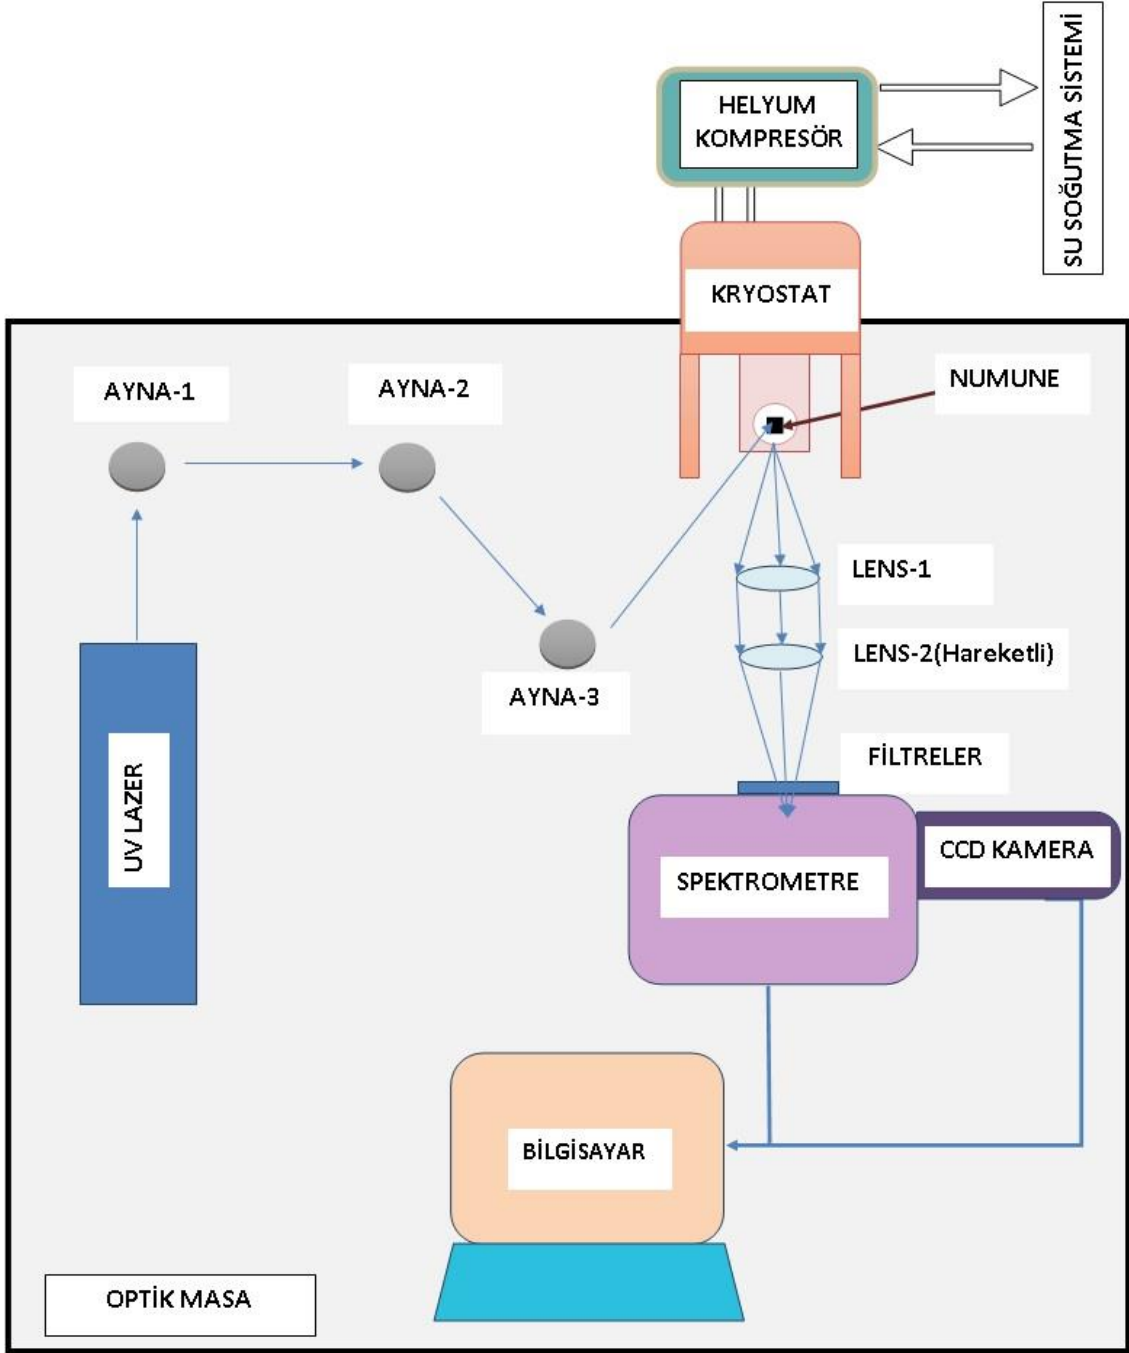 HELYUM
KOMPRESÖR
SU SOĞUTMA SİSTEMİ
KRYOSTAT
AYNA-1
AYNA-2
NUMUNE
LENS-1
LENS-2(Hareketli)
AYNA-3
FİLTRELER
UV LAZER
CCD KAMERA
SPEKTROMETRE
BİLGİSAYAR
OPTİK MASA